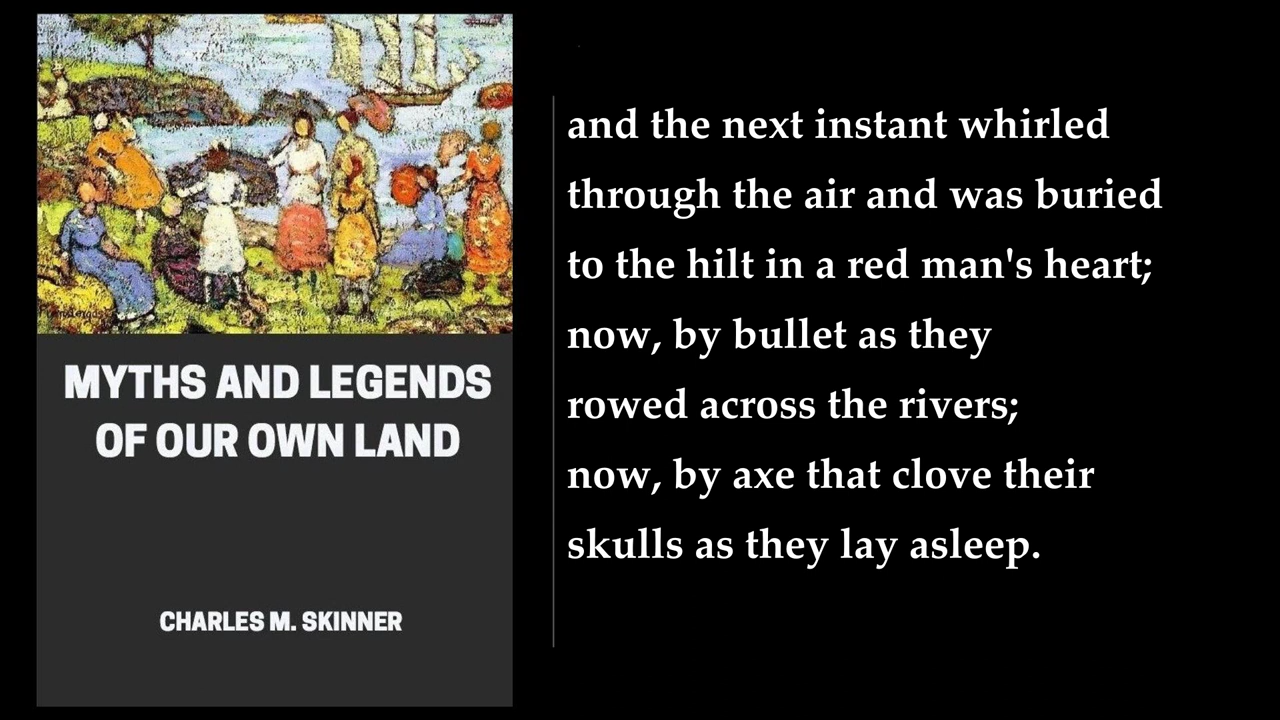 MYTHS AND LEGENDS
OF OUR OWN LAND
CHARLES M. SKINNER
and the next instant whirled
through the air and was buried
to the hilt in a red man's heart;
now, by bullet as they
rowed across the rivers;
now, by axe that clove their
skulls as they lay asleep.